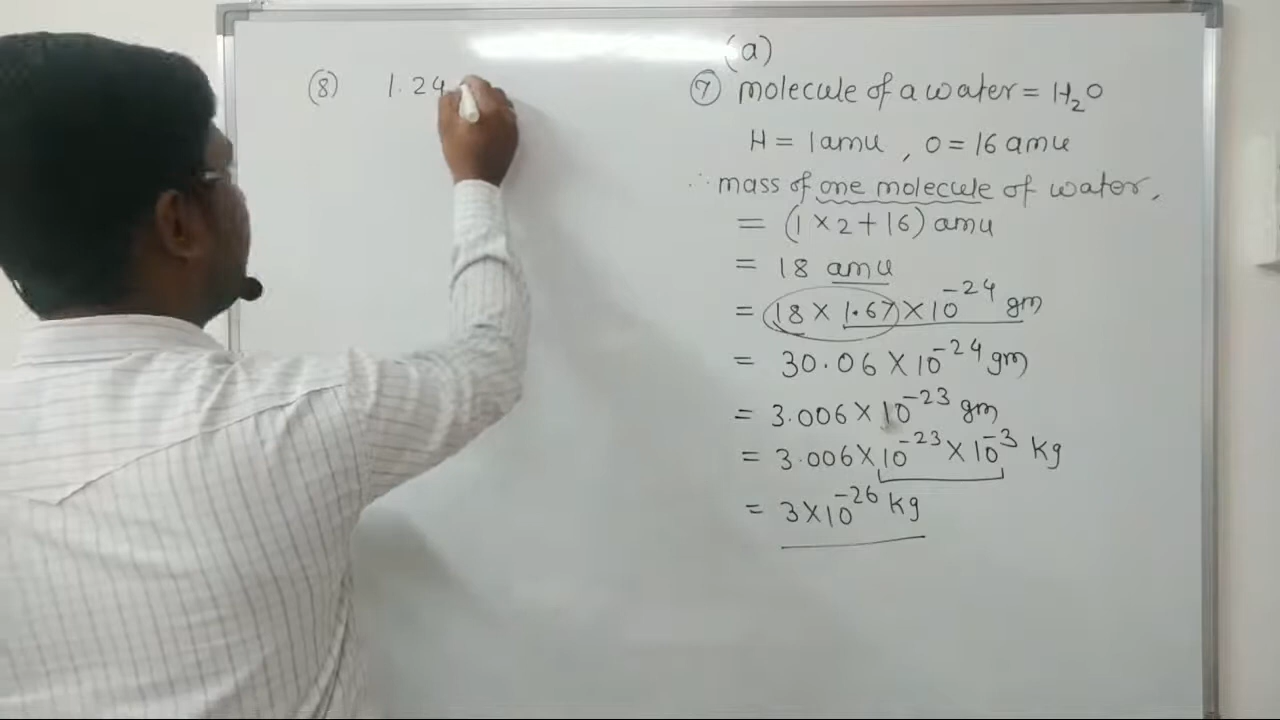 (8) 1.24
(a)
(7) molecule of a water = H₂O
H = 1amu , O = 16 amu
∴ mass of one molecule of water,
= (1 × 2 + 16) amu
= 18 amu
= 18 × 1.67 × 10⁻²⁴ gm
= 30.06 × 10⁻²⁴ gm
= 3.006 × 10⁻²³ gm
= 3.006 × 10⁻²³ × 10⁻³ kg
= 3 × 10⁻²⁶ kg